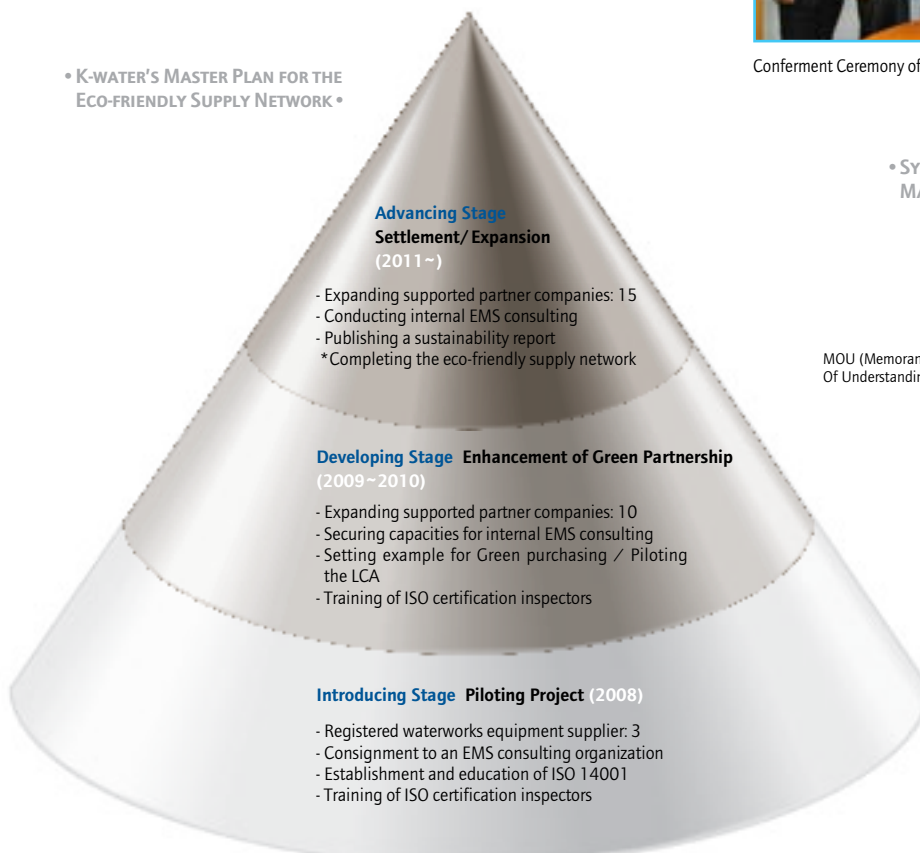 Conferment Ceremony of
• K-WATER'S MASTER PLAN FOR THE
ECO-FRIENDLY SUPPLY NETWORK •
• SY
MA
Advancing Stage
Settlement/ Expansion
(2011~)
- Expanding supported partner companies: 15
- Conducting internal EMS consulting
- Publishing a sustainability report
*Completing the eco-friendly supply network
MOU (Memoran
Of Understandin
Developing Stage Enhancement of Green Partnership
(2009~2010)
- Expanding supported partner companies: 10
- Securing capacities for internal EMS consulting
- Setting example for Green purchasing / Piloting
the LCA
- Training of ISO certification inspectors
Introducing Stage Piloting Project (2008)
- Registered waterworks equipment supplier: 3
- Consignment to an EMS consulting organization
- Establishment and education of ISO 14001
- Training of ISO certification inspectors